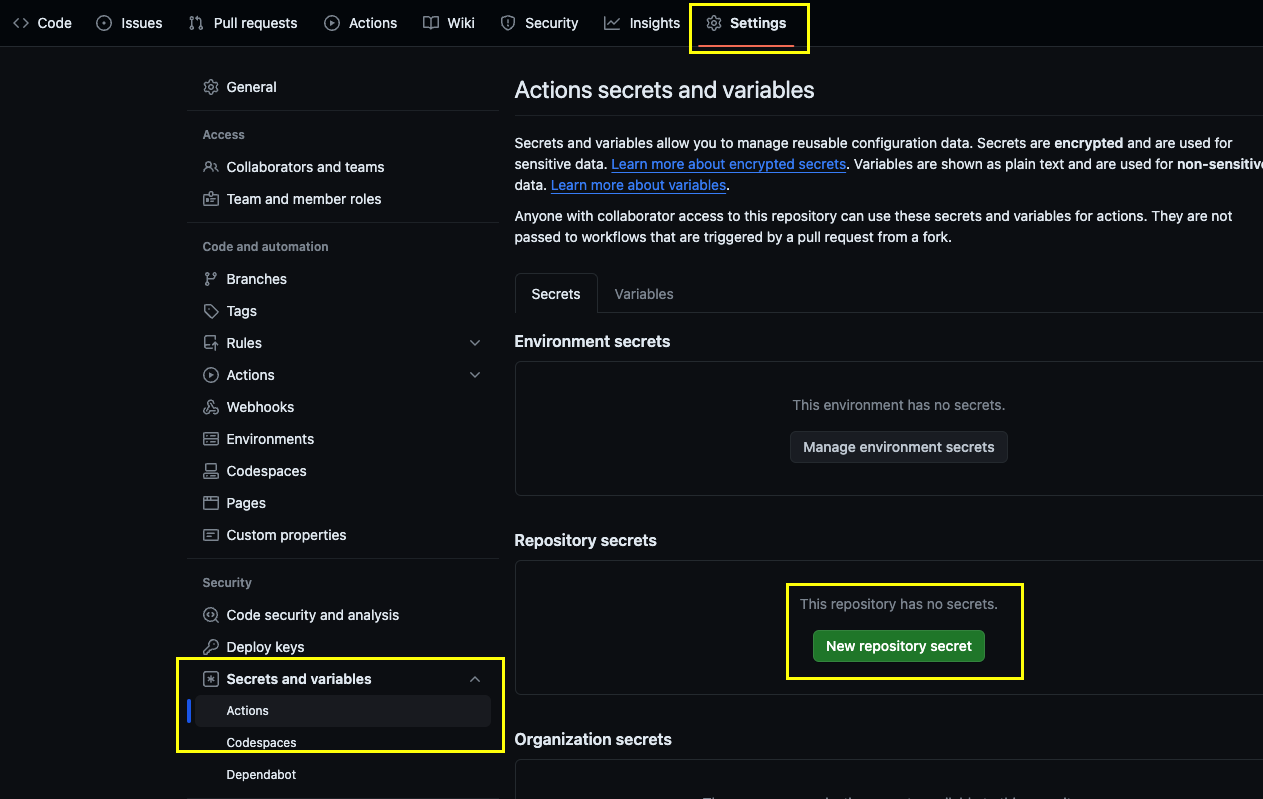 Code
Issues
Pull requests
Actions
Wiki
Security
Insights
Settings
General
Access
Collaborators and teams
Team and member roles
Code and automation
Branches
Tags
Rules
Actions
Webhooks
Environments
Codespaces
Pages
Custom properties
Security
Code security and analysis
Deploy keys
Secrets and variables
Actions
Codespaces
Dependabot
Actions secrets and variables
Secrets and variables allow you to manage reusable configuration data. Secrets are encrypted and are used for
sensitive data. Learn more about encrypted secrets. Variables are shown as plain text and are used for non-sensitive
data. Learn more about variables.
Anyone with collaborator access to this repository can use these secrets and variables for actions. They are not
passed to workflows that are triggered by a pull request from a fork.
Secrets
Variables
Environment secrets
This environment has no secrets.
Manage environment secrets
Repository secrets
This repository has no secrets.
New repository secret
Organization secrets